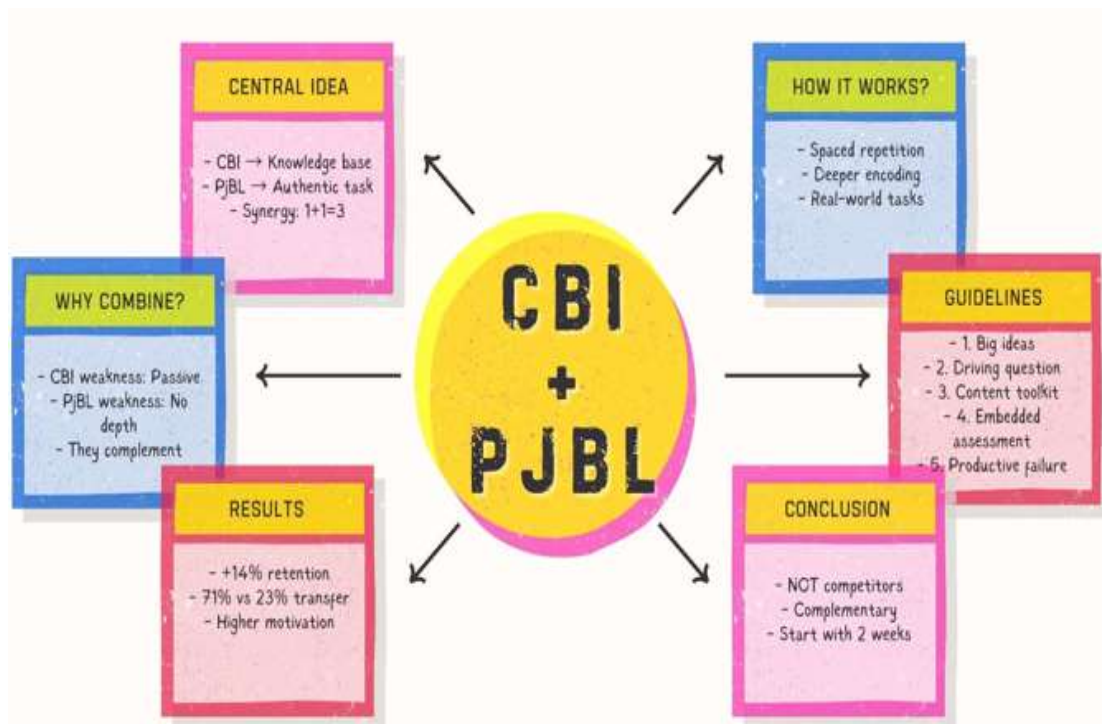 CENTRAL IDEA
- CBI → Knowledge base
- PjBL → Authentic task
- Synergy: 1+1=3
WHY COMBINE?
- CBI weakness: Passive
- PjBL weakness: No
depth
- They complement
RESULTS
- +14% retention
- 71% vs 23% transfer
- Higher motivation
CBI
+
PJBL
HOW IT WORKS?
- Spaced repetition
- Deeper encoding
- Real-world tasks
GUIDELINES
- 1. Big ideas
- 2. Driving question
- 3. Content toolkit
- 4. Embedded
assessment
- 5. Productive failure
CONCLUSION
- NOT competitors
- Complementary
- Start with 2 weeks